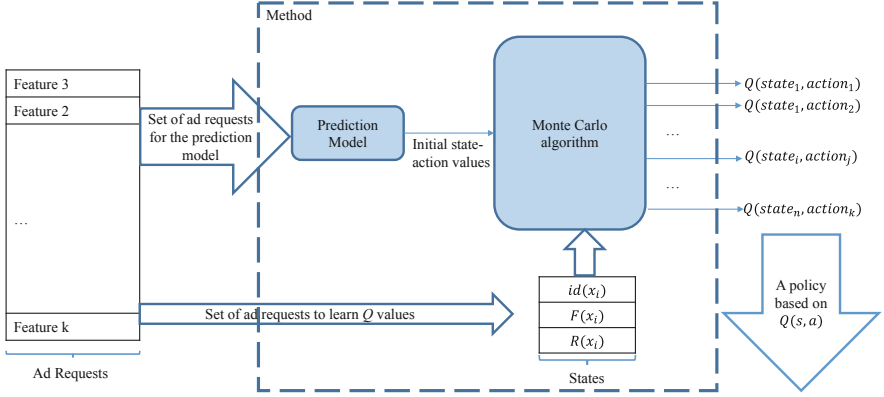 Method
Feature 3
Feature 2
...
Feature k
Ad Requests
Set of ad requests
for the prediction
model
Prediction
Model
Initial state-
action values
Monte Carlo
algorithm
Q(state₁, action₁)
Q(state₁, action₂)
...
Q(stateᵢ, actionⱼ)
...
Q(stateₙ, actionₖ)
Set of ad requests to learn Q values
id(xᵢ)
F(xᵢ)
R(xᵢ)
States
A policy
based on
Q(s, a)